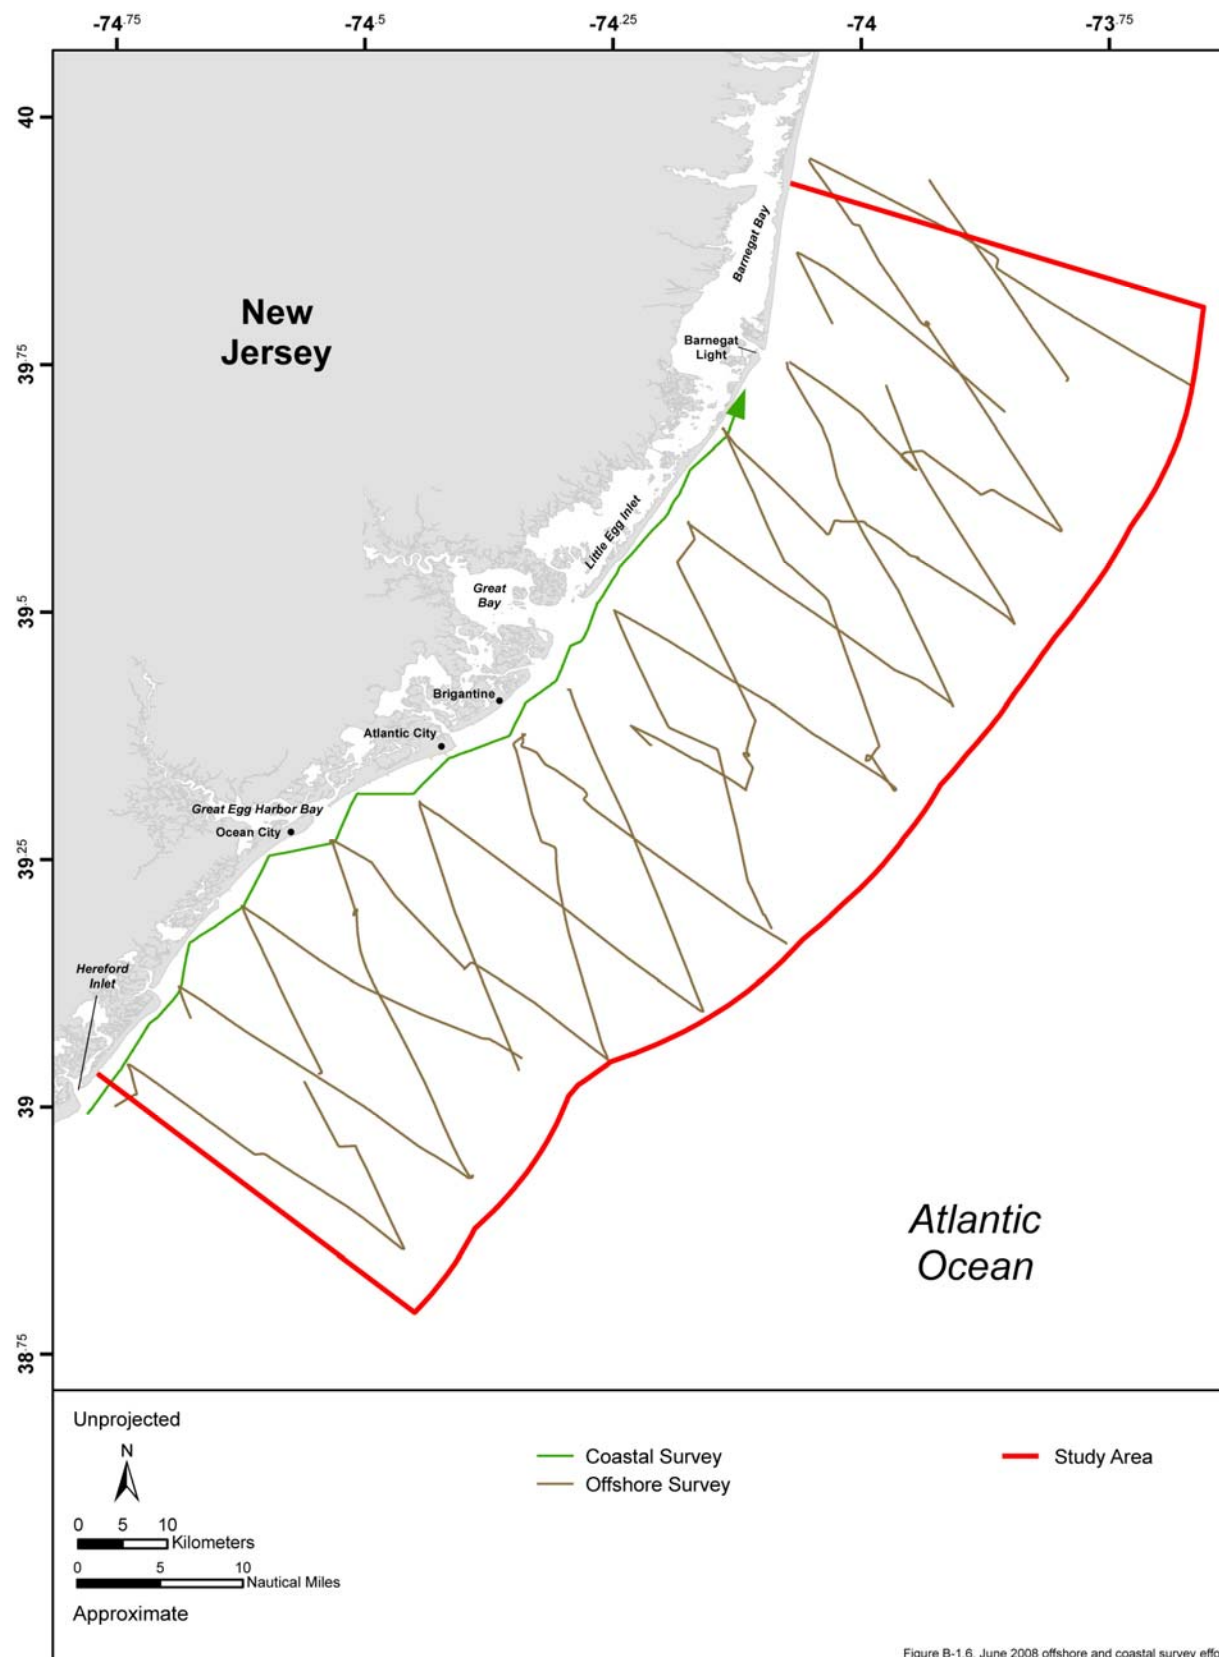 -74.75 -74.5 -74.25 -74 -73.75
40
39.75
39.5
39.25
39
38.75
New
Jersey
Barnegat Bay
Barnegat
Light
Little Egg Inlet
Great
Bay
Brigantine
Atlantic City
Great Egg Harbor Bay
Ocean City
Hereford
Inlet
Atlantic
Ocean
Unprojected
N
0 5 10
Kilometers
0 5 10
Nautical Miles
Approximate
Coastal Survey
Offshore Survey
Study Area
Figure B-1.6. June 2008 offshore and coastal survey